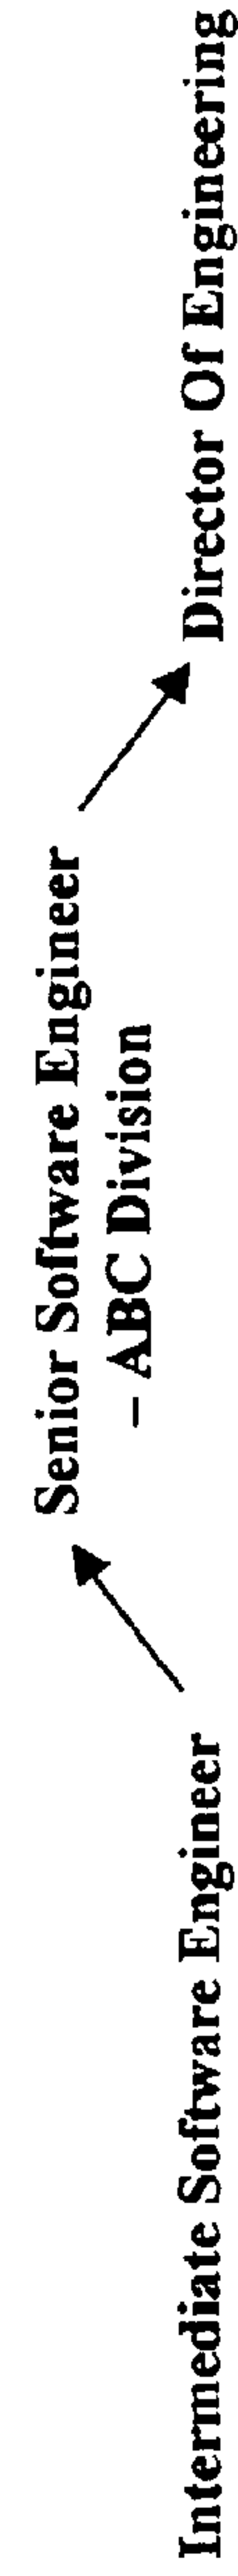 Intermediate Software Engineer
Senior Software Engineer
– ABC Division
Director Of Engineering